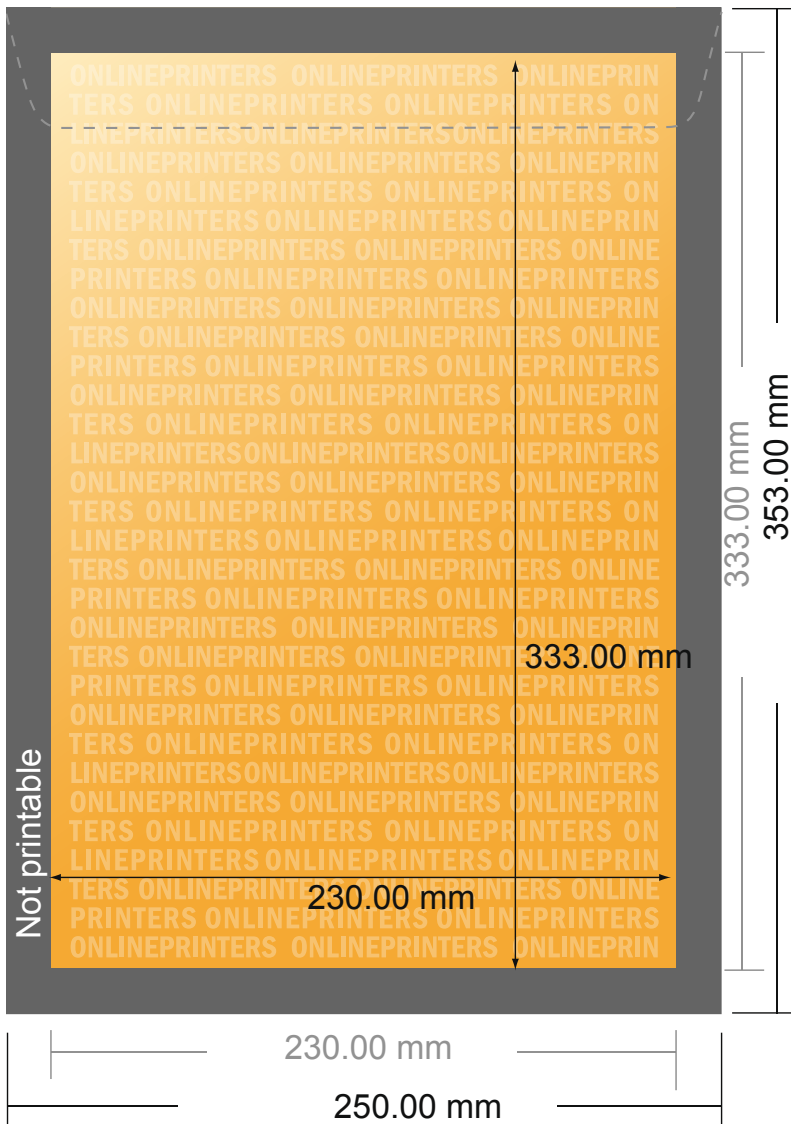 ONLINEPRINTERS ONLINEPRINTERS ONLINEPRIN
TERS ONLINEPRINTERS ONLINEPRINTERS ON
LINEPRINTERSONLINEPRINTERSONLINEPRINTERS
ONLINEPRINTERS ONLINEPRINTERS ONLINEPRIN
TERS ONLINEPRINTERS ONLINEPRINTERS ON
LINEPRINTERS ONLINEPRINTERS ONLINEPRIN
TERS ONLINEPRINTERS ONLINEPRINTERS ONLINE
PRINTERS ONLINEPRINTERS ONLINEPRINTERS
ONLINEPRINTERS ONLINEPRINTERS ONLINEPRIN
TERS ONLINEPRINTERS ONLINEPRINTERS ONLINE
PRINTERS ONLINEPRINTERS ONLINEPRINTERS
ONLINEPRINTERS ONLINEPRINTERS ONLINEPRIN
TERS ONLINEPRINTERS ONLINEPRINTERS ON
LINEPRINTERSONLINEPRINTERSONLINEPRINTERS
ONLINEPRINTERS ONLINEPRINTERS ONLINEPRIN
TERS ONLINEPRINTERS ONLINEPRINTERS ON
LINEPRINTERS ONLINEPRINTERS ONLINEPRIN
TERS ONLINEPRINTERS ONLINEPRINTERS ONLINE
PRINTERS ONLINEPRINTERS ONLINEPRINTERS
ONLINEPRINTERS ONLINEPRINTERS ONLINEPRIN
TERS ONLINEPRINTERS ONLINEPRINTERS ONLINE
333.00 mm
PRINTERS ONLINEPRINTERS ONLINEPRINTERS
ONLINEPRINTERS ONLINEPRINTERS ONLINEPRIN
TERS ONLINEPRINTERS ONLINEPRINTERS ON
LINEPRINTERSONLINEPRINTERSONLINEPRINTERS
ONLINEPRINTERS ONLINEPRINTERS ONLINEPRIN
TERS ONLINEPRINTERS ONLINEPRINTERS ON
LINEPRINTERS ONLINEPRINTERS ONLINEPRIN
TERS ONLINEPRINTERS ONLINEPRINTERS ONLINE
230.00 mm
PRINTERS ONLINEPRINTERS ONLINEPRINTERS
ONLINEPRINTERS ONLINEPRINTERS ONLINEPRIN
Not printable
333.00 mm
353.00 mm
230.00 mm
250.00 mm